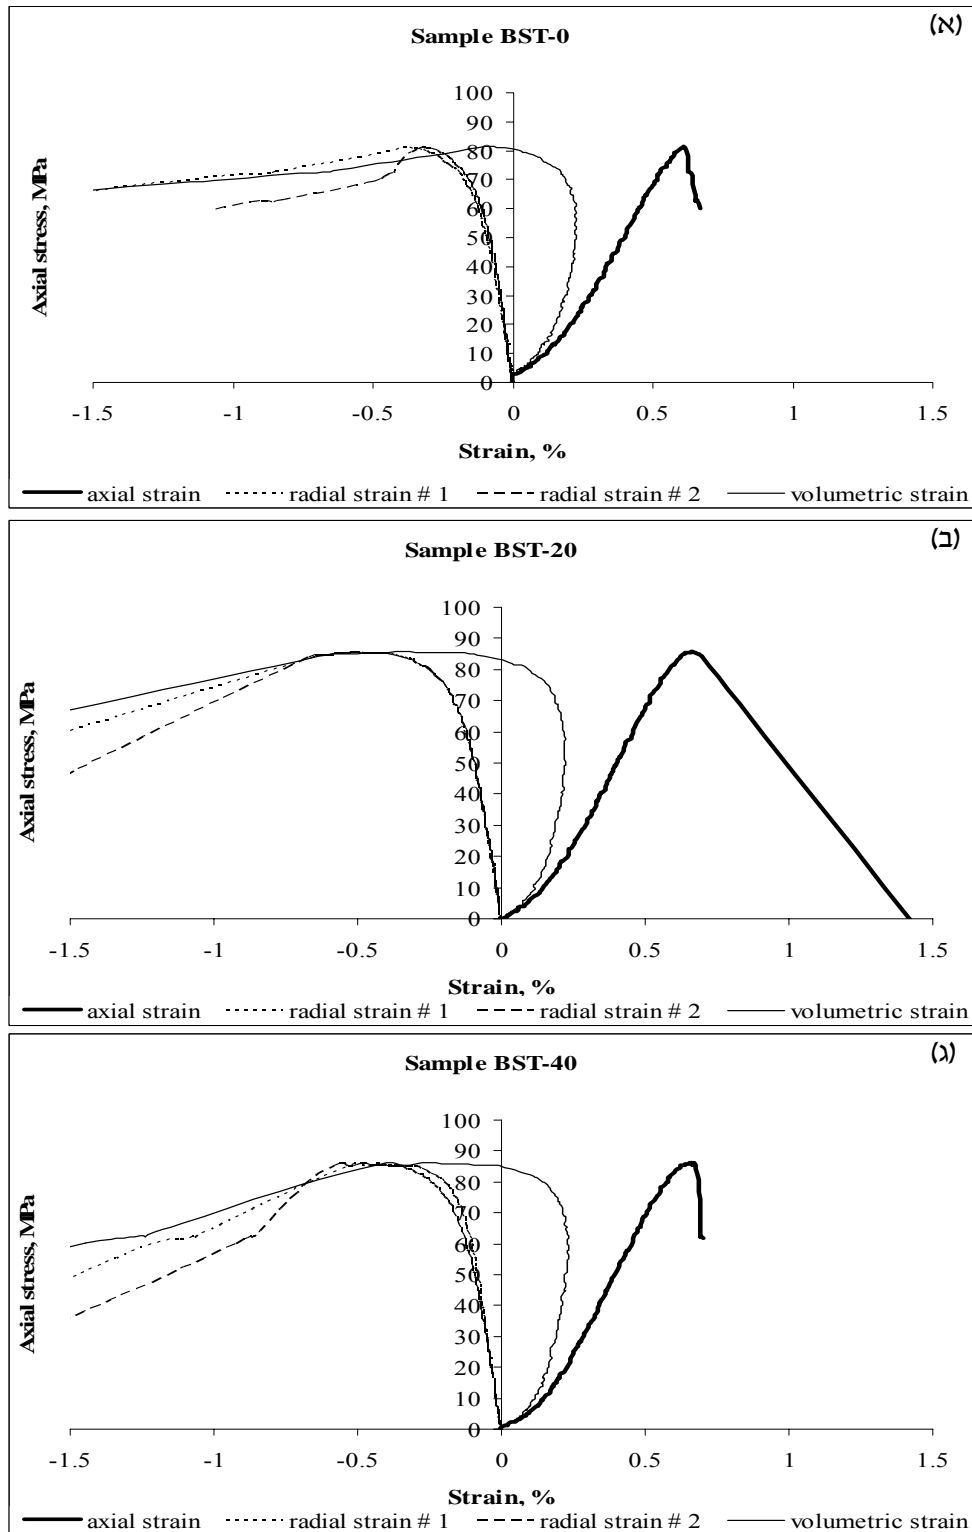 (א)
Sample BST-0
100
90
80
70
60
50
40
30
20
10
0
Axial stress, MPa
-1.5 -1 -0.5 0 0.5 1 1.5
Strain, %
axial strain radial strain # 1 radial strain # 2 volumetric strain
(ב)
Sample BST-20
100
90
80
70
60
50
40
30
20
10
0
Axial stress, MPa
-1.5 -1 -0.5 0 0.5 1 1.5
Strain, %
axial strain radial strain # 1 radial strain # 2 volumetric strain
(ג)
Sample BST-40
100
90
80
70
60
50
40
30
20
10
0
Axial stress, MPa
-1.5 -1 -0.5 0 0.5 1 1.5
Strain, %
axial strain radial strain # 1 radial strain # 2 volumetric strain